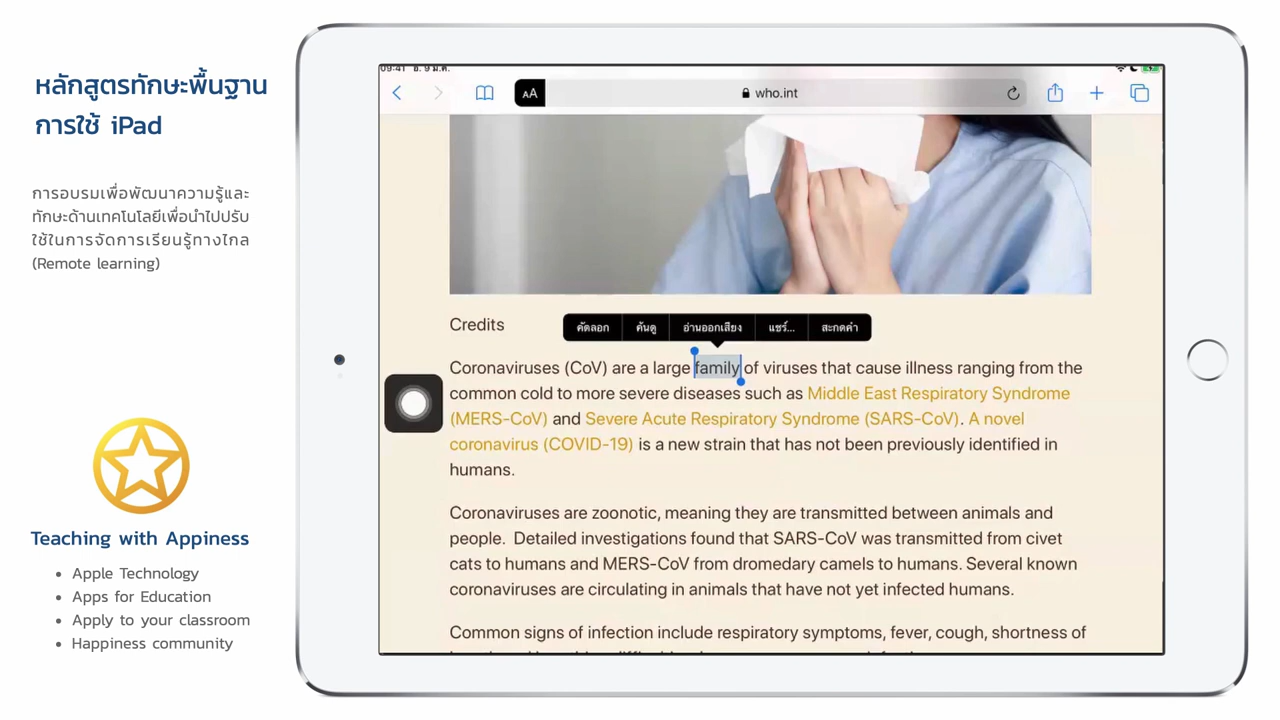 หลักสูตรทักษะพื้นฐาน
การใช้ iPad
การอบรมเพื่อพัฒนาความรู้และ
ทักษะด้านเทคโนโลยีเพื่อนำไปปรับ
ใช้ในการจัดการเรียนรู้ทางไกล
(Remote learning)
Teaching with Appiness
• Apple Technology
• Apps for Education
• Apply to your classroom
• Happiness community
09:41 อ. 9 ม.ค.
AA
who.int
Credits
คัดลอก ค้นดู อ่านออกเสียง แชร์... สะกดคำ
Coronaviruses (CoV) are a large family of viruses that cause illness ranging from the
common cold to more severe diseases such as Middle East Respiratory Syndrome
(MERS-CoV) and Severe Acute Respiratory Syndrome (SARS-CoV). A novel
coronavirus (COVID-19) is a new strain that has not been previously identified in
humans.
Coronaviruses are zoonotic, meaning they are transmitted between animals and
people. Detailed investigations found that SARS-CoV was transmitted from civet
cats to humans and MERS-CoV from dromedary camels to humans. Several known
coronaviruses are circulating in animals that have not yet infected humans.
Common signs of infection include respiratory symptoms, fever, cough, shortness of